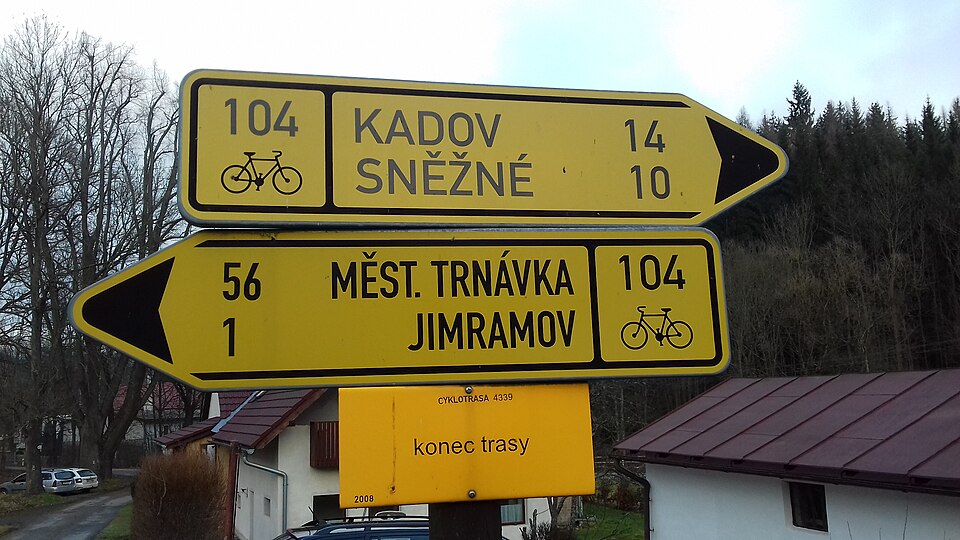 104
KADOV 14
SNĚŽNÉ 10
56 MĚST. TRNÁVKA 104
1 JIMRAMOV
CYKLOTRASA 4339
konec trasy
2008